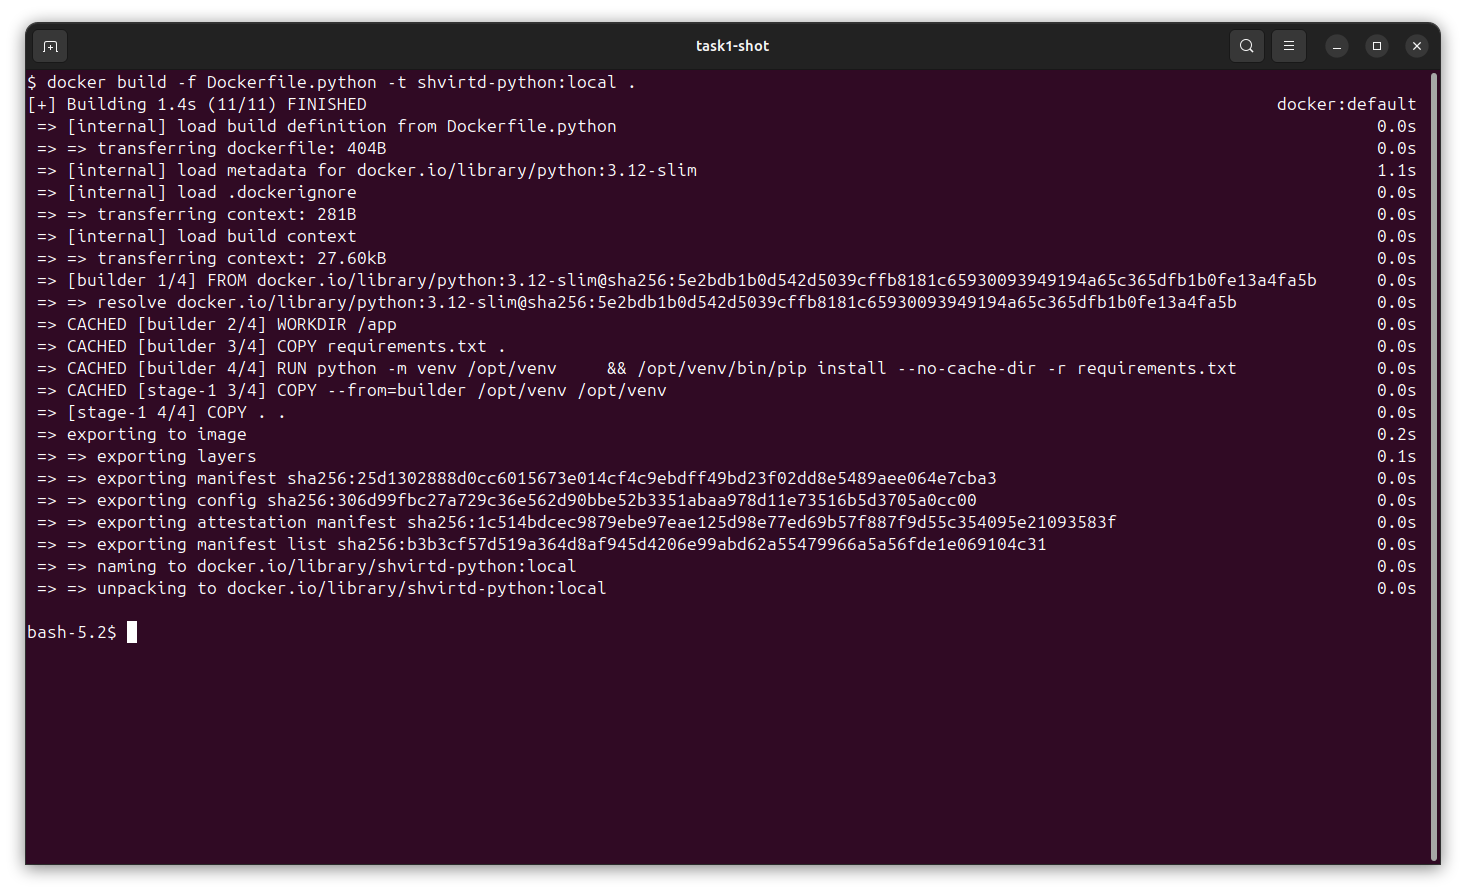 task1-shot
$ docker build -f Dockerfile.python -t shvirtd-python:local .
[+] Building 1.4s (11/11) FINISHED docker:default
=> [internal] load build definition from Dockerfile.python 0.0s
=> => transferring dockerfile: 404B 0.0s
=> [internal] load metadata for docker.io/library/python:3.12-slim 1.1s
=> [internal] load .dockerignore 0.0s
=> => transferring context: 281B 0.0s
=> [internal] load build context 0.0s
=> => transferring context: 27.60kB 0.0s
=> [builder 1/4] FROM docker.io/library/python:3.12-slim@sha256:5e2bdb1b0d542d5039cffb8181c65930093949194a65c365dfb1b0fe13a4fa5b 0.0s
=> => resolve docker.io/library/python:3.12-slim@sha256:5e2bdb1b0d542d5039cffb8181c65930093949194a65c365dfb1b0fe13a4fa5b 0.0s
=> CACHED [builder 2/4] WORKDIR /app 0.0s
=> CACHED [builder 3/4] COPY requirements.txt . 0.0s
=> CACHED [builder 4/4] RUN python -m venv /opt/venv     && /opt/venv/bin/pip install --no-cache-dir -r requirements.txt 0.0s
=> CACHED [stage-1 3/4] COPY --from=builder /opt/venv /opt/venv 0.0s
=> [stage-1 4/4] COPY . . 0.0s
=> exporting to image 0.2s
=> => exporting layers 0.1s
=> => exporting manifest sha256:25d1302888d0cc6015673e014cf4c9ebdff49bd23f02dd8e5489aee064e7cba3 0.0s
=> => exporting config sha256:306d99fbc27a729c36e562d90bbe52b3351abaa978d11e73516b5d3705a0cc00 0.0s
=> => exporting attestation manifest sha256:1c514bdcec9879ebe97eae125d98e77ed69b57f887f9d55c354095e21093583f 0.0s
=> => exporting manifest list sha256:b3b3cf57d519a364d8af945d4206e99abd62a55479966a5a56fde1e069104c31 0.0s
=> => naming to docker.io/library/shvirtd-python:local 0.0s
=> => unpacking to docker.io/library/shvirtd-python:local 0.0s
bash-5.2$